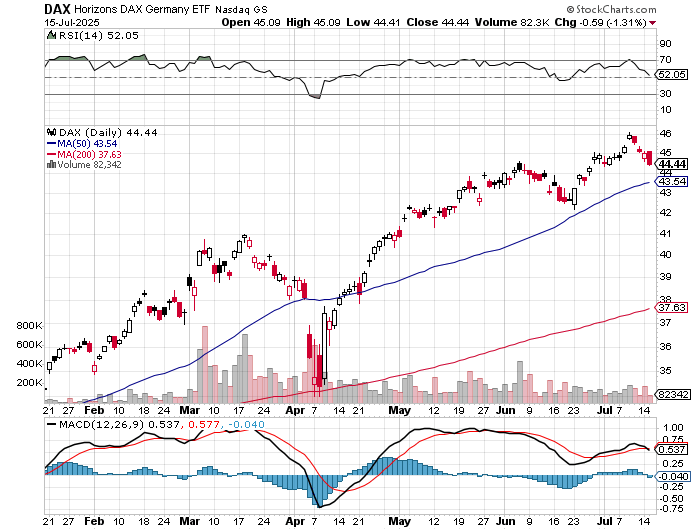 DAX Horizons DAX Germany ETF Nasdaq GS
© StockCharts.com
15-Jul-2025 Open 45.09 High 45.09 Low 44.41 Close 44.44 Volume 82.3K Chg -0.59 (-1.31%)
RSI(14) 52.05
90
70
52.05
50
30
10
DAX (Daily) 44.44
MA(50) 43.54
MA(200) 37.63
Volume 82,342
46
45
44.44
44
43.54
43
42
41
40
39
38
37.63
37
36
35
82342
800K
600K
400K
200K
21 27 Feb 10 18 24 Mar 10 17 24 Apr 7 14 21 May 12 19 27 Jun 9 16 23 Jul 7 14
MACD(12,26,9) 0.537, 0.577, -0.040
1.00
0.75
0.537
0.25
-0.040
-0.25
-0.50
-0.75
21 27 Feb 10 18 24 Mar 10 17 24 Apr 7 14 21 May 12 19 27 Jun 9 16 23 Jul 7 14